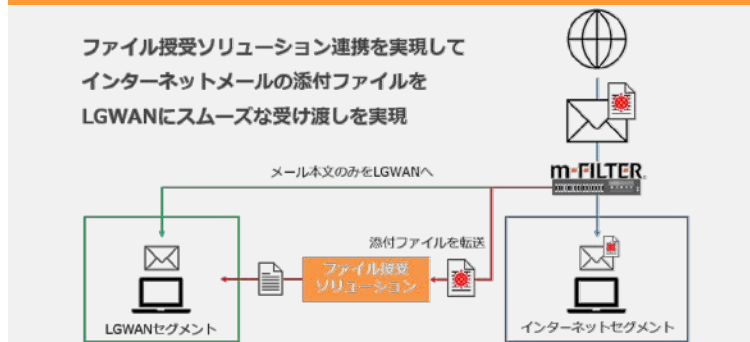 ファイル授受ソリューション連携を実現して
インターネットメールの添付ファイルを
LGWANにスムーズな受け渡しを実現
メール本文のみをLGWANへ
m-FILTER®
添付ファイルを転送
ファイル授受
ソリューション
LGWANセグメント
インターネットセグメント